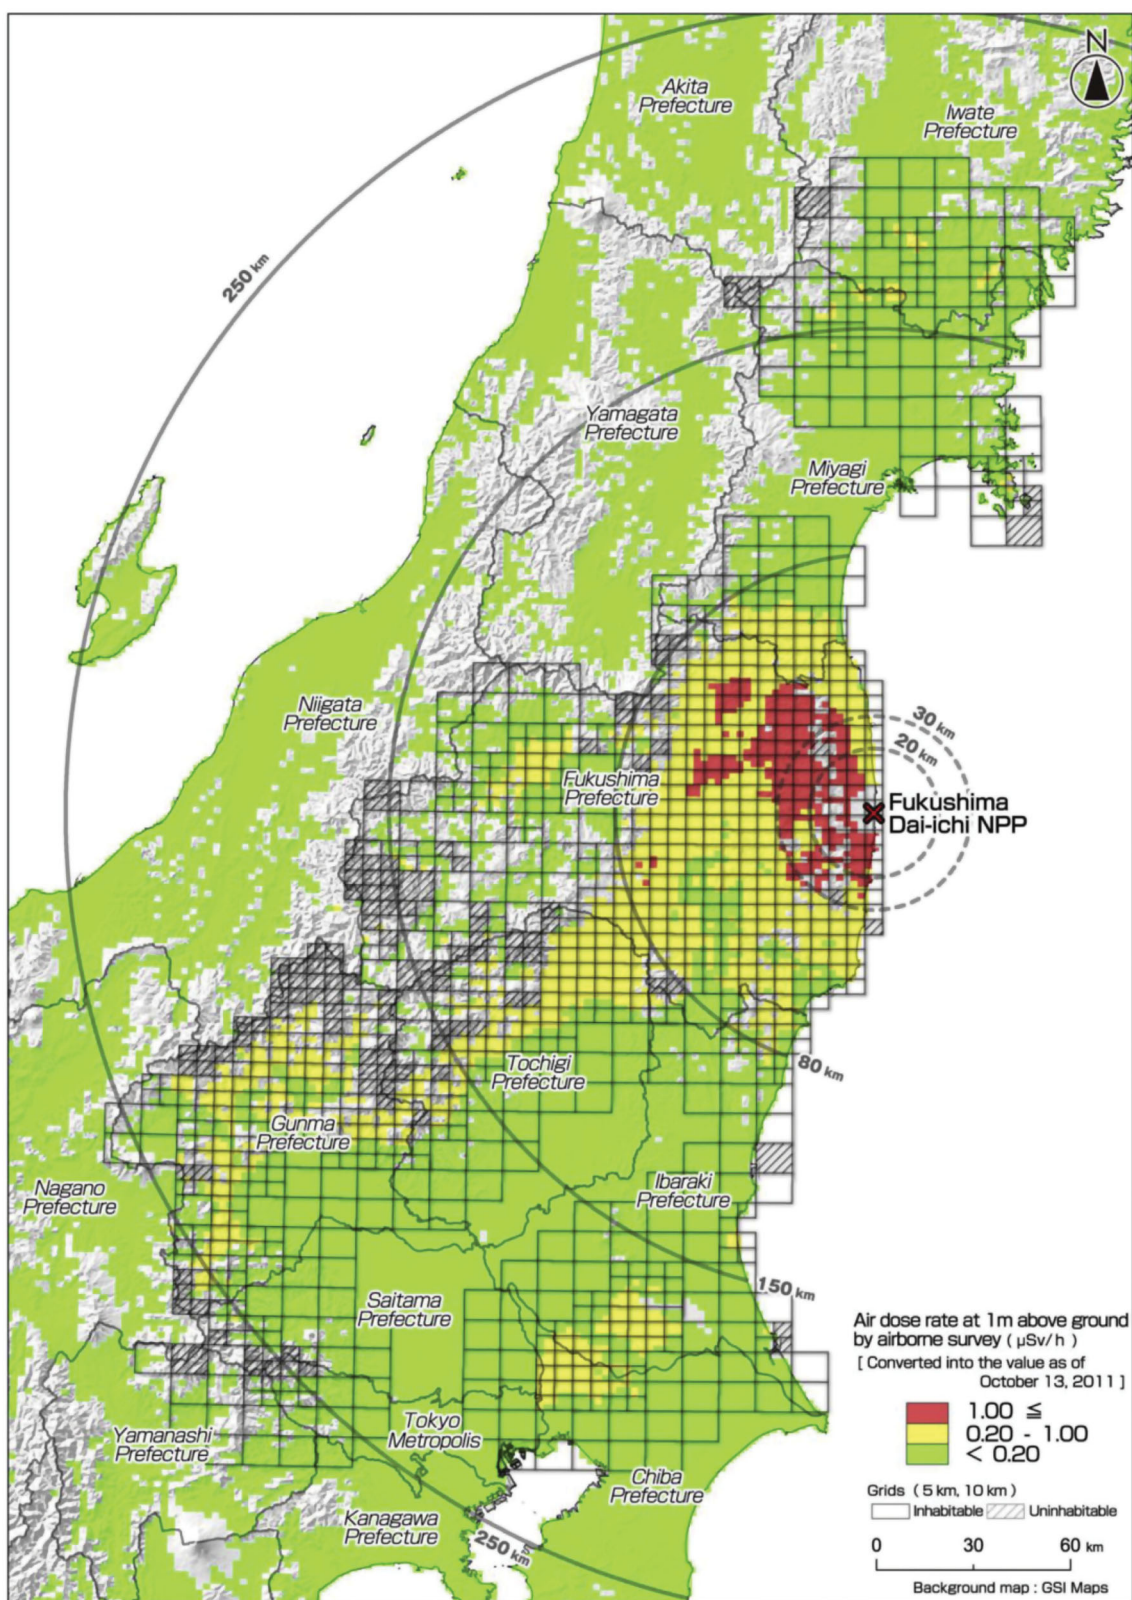 N
Akita
Prefecture
Iwate
Prefecture
250 km
Yamagata
Prefecture
Miyagi
Prefecture
Niigata
Prefecture
30 km
20 km
Fukushima
Prefecture
Fukushima
Dai-ichi NPP
80 km
Tochigi
Prefecture
Gunma
Prefecture
Nagano
Prefecture
Ibaraki
Prefecture
150 km
Saitama
Prefecture
Air dose rate at 1m above ground
by airborne survey ( μSv/h )
[ Converted into the value as of
October 13, 2011 ]
1.00 ≦
0.20 - 1.00
< 0.20
Tokyo
Metropolis
Yamanashi
Prefecture
Chiba
Prefecture
Kanagawa
Prefecture
250 km
Grids ( 5 km, 10 km )
Inhabitable Uninhabitable
0 30 60 km
Background map : GSI Maps